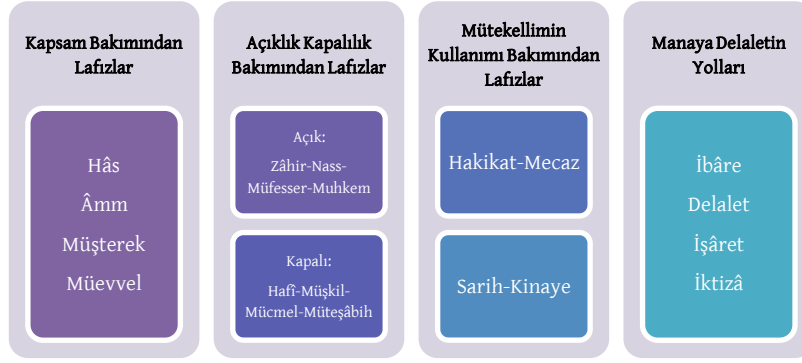 Kapsam Bakımından
Lafızlar
Hâs
Âmm
Müşterek
Müevvel
Açıklık Kapalılık
Bakımından Lafızlar
Açık:
Zâhir-Nass-
Müfesser-Muhkem
Kapalı:
Hafî-Müşkil-
Mücmel-Müteşâbih
Mütekellimin
Kullanımı Bakımından
Lafızlar
Hakikat-Mecaz
Sarih-Kinaye
Manaya Delaletin
Yolları
İbâre
Delalet
İşâret
İktizâ